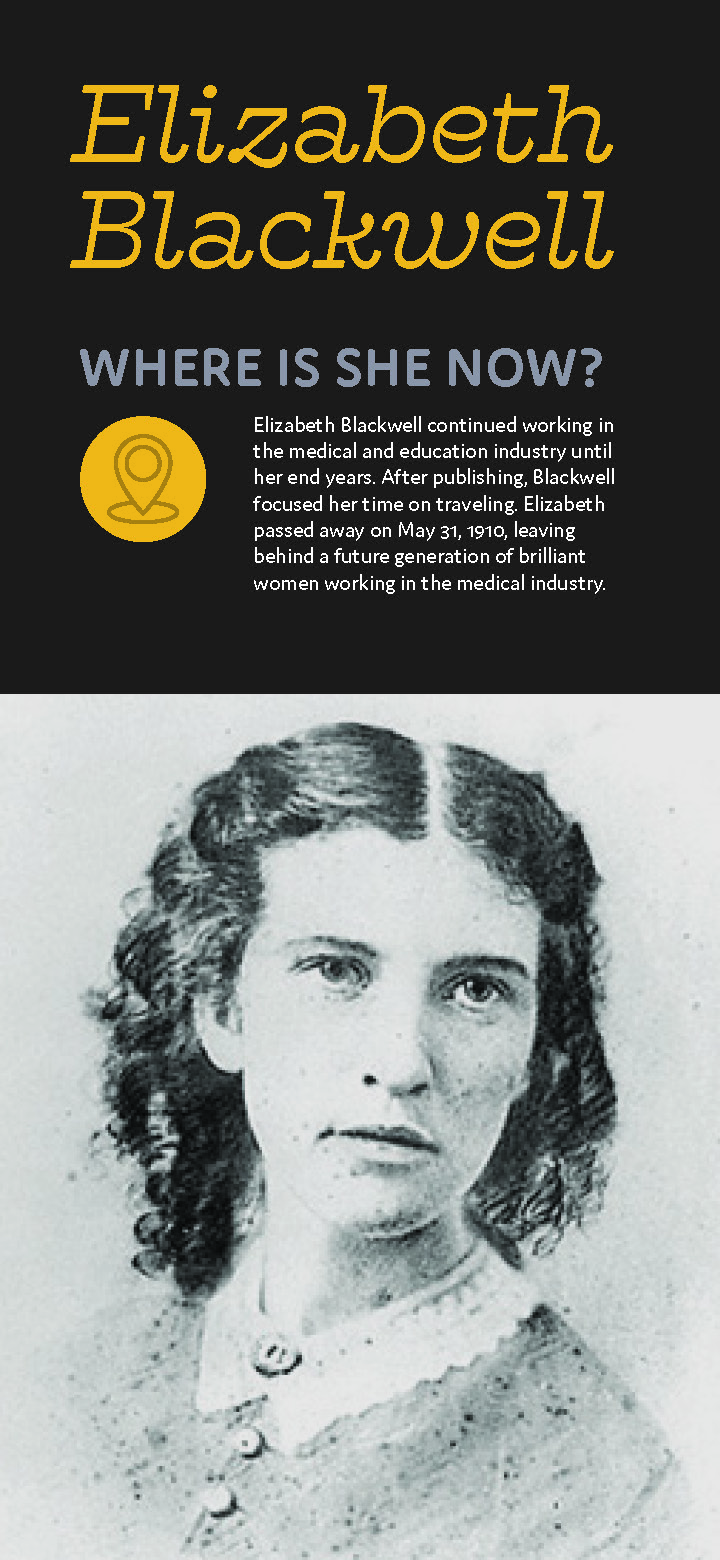 Elizabeth
Blackwell
WHERE IS SHE NOW?
Elizabeth Blackwell continued working in
the medical and education industry until
her end years. After publishing, Blackwell
focused her time on traveling. Elizabeth
passed away on May 31, 1910, leaving
behind a future generation of brilliant
women working in the medical industry.